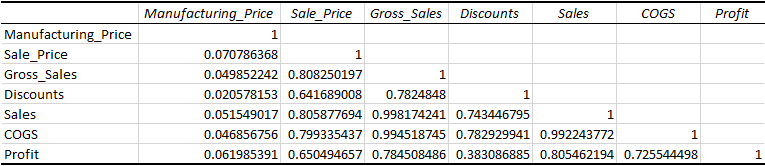 Manufacturing_Price Sale_Price Gross_Sales Discounts Sales COGS Profit
Manufacturing_Price 1
Sale_Price 0.070786368 1
Gross_Sales 0.049852242 0.808250197 1
Discounts 0.020578153 0.641689008 0.7824848 1
Sales 0.051549017 0.805877694 0.998174241 0.743446795 1
COGS 0.046856756 0.799335437 0.994518745 0.782929941 0.992243772 1
Profit 0.061985391 0.650494657 0.784508486 0.383086885 0.805462194 0.725544498 1